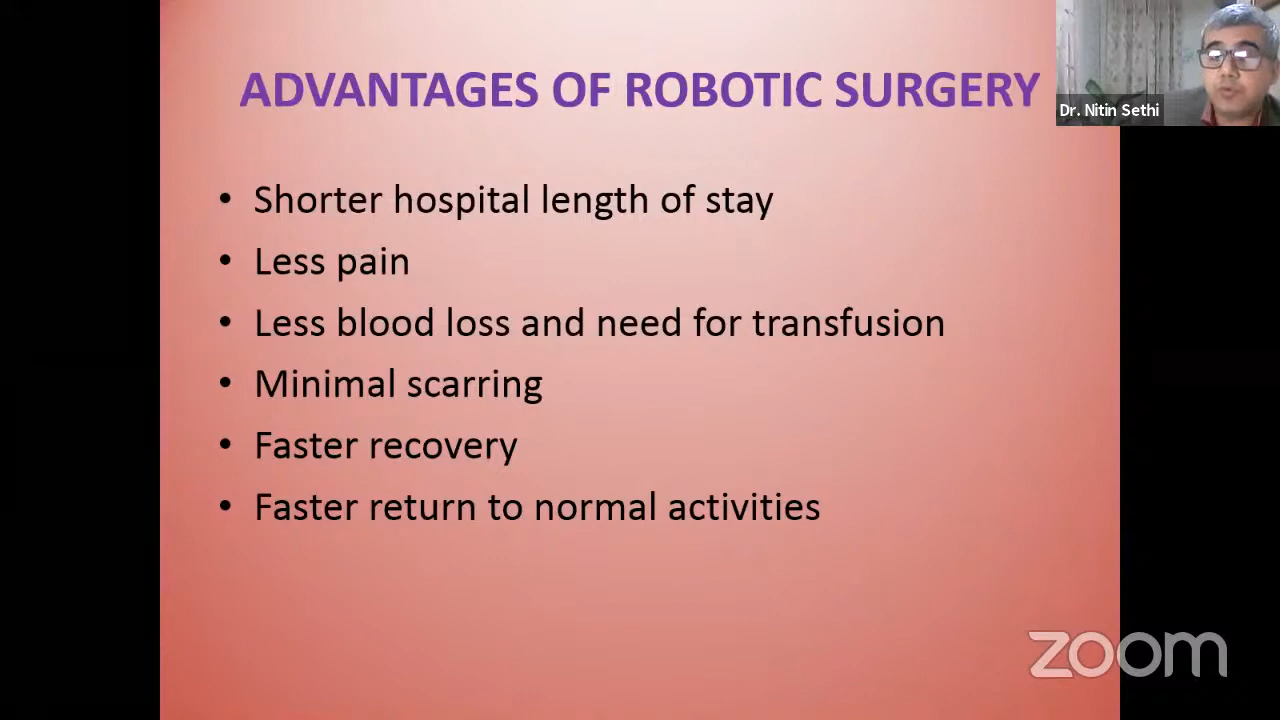 ADVANTAGES OF ROBOTIC SURGERY
Dr. Nitin Sethi
• Shorter hospital length of stay
• Less pain
• Less blood loss and need for transfusion
• Minimal scarring
• Faster recovery
• Faster return to normal activities
zoom